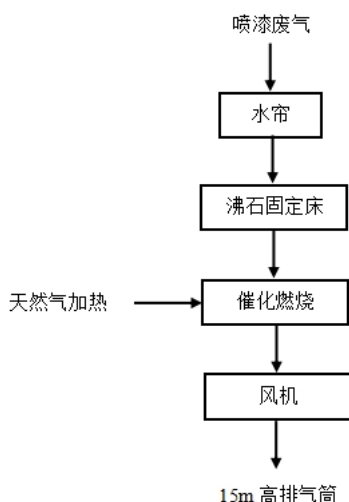 喷漆废气
水帘
沸石固定床
天然气加热
催化燃烧
风机
15m 高排气筒